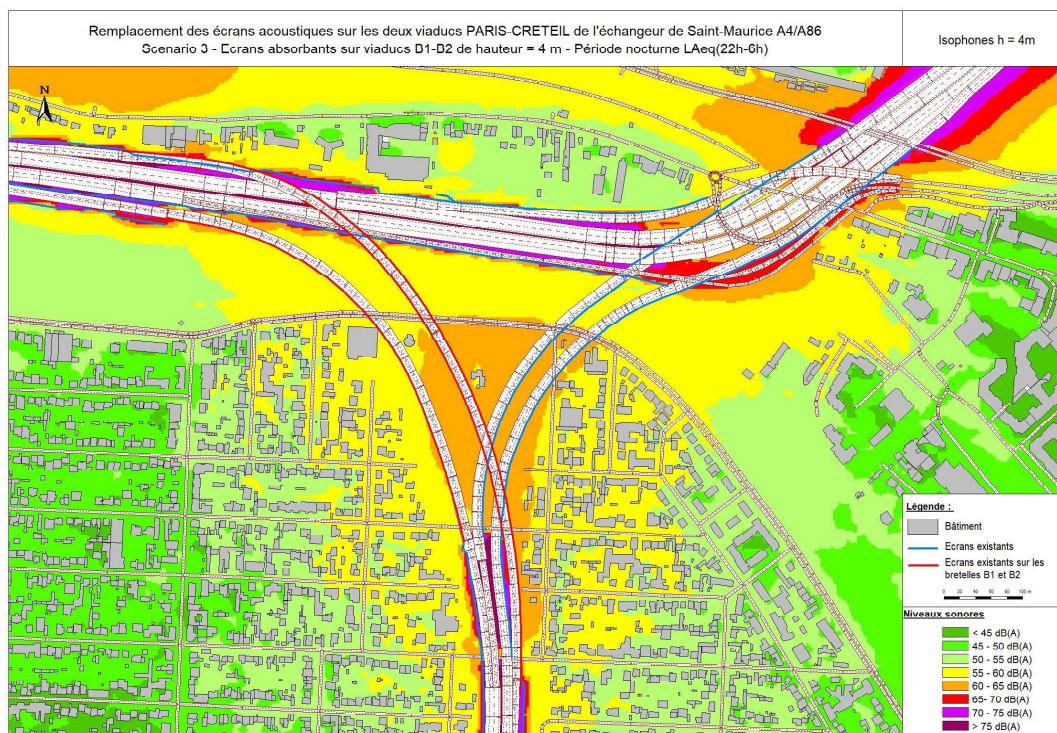 Remplacement des écrans acoustiques sur les deux viaducs PARIS-CRETEIL de l'échangeur de Saint-Maurice A4/A86
Scenario 3 - Ecrans absorbants sur viaducs B1-B2 de hauteur = 4 m - Période nocturne LAeq(22h-6h)
Isophones h = 4m
N
Légende :
Bâtiment
Ecrans existants
Ecrans existants sur les
bretelles B1 et B2
0 20 40 60 80 100 m
Niveaux sonores
< 45 dB(A)
45 - 50 dB(A)
50 - 55 dB(A)
55 - 60 dB(A)
60 - 65 dB(A)
65- 70 dB(A)
70 - 75 dB(A)
> 75 dB(A)